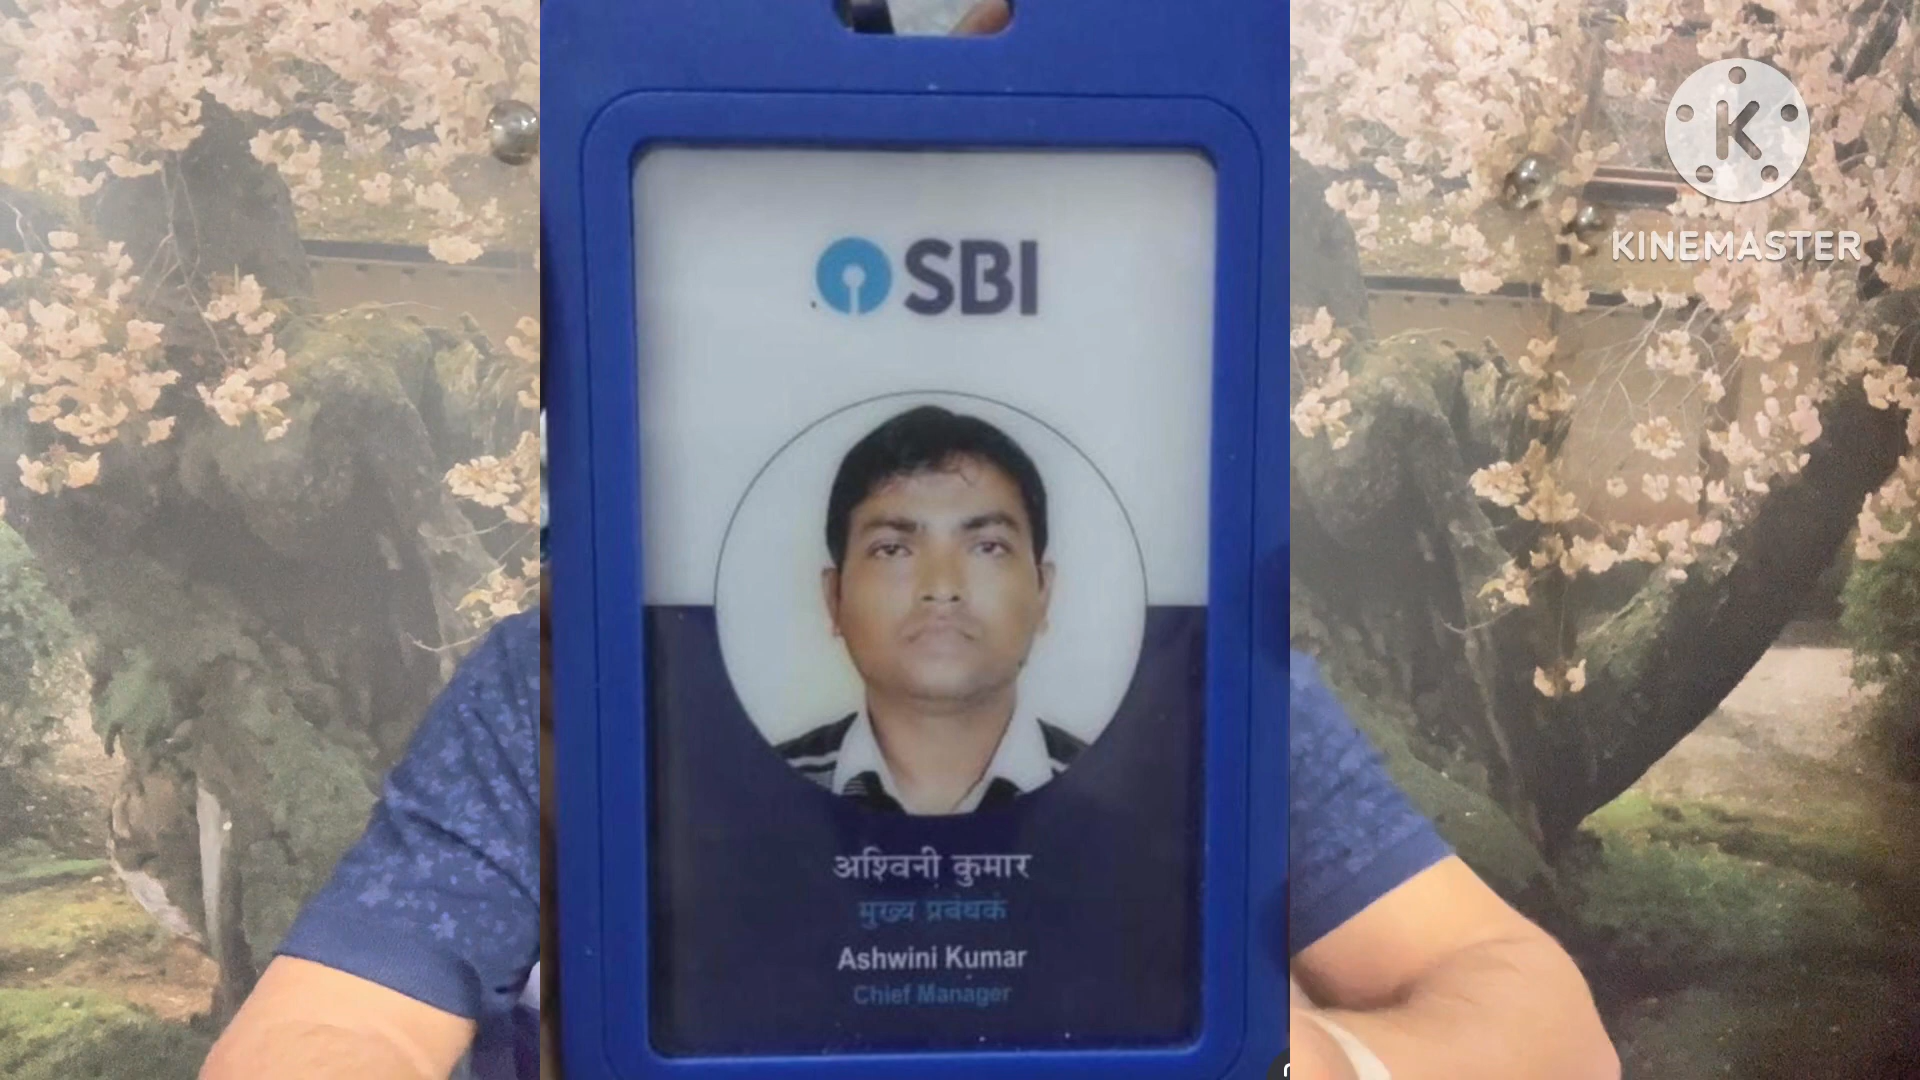 K
KINEMASTER
SBI
अश्विनी कुमार
मुख्य प्रबंधक
Ashwini Kumar
Chief Manager